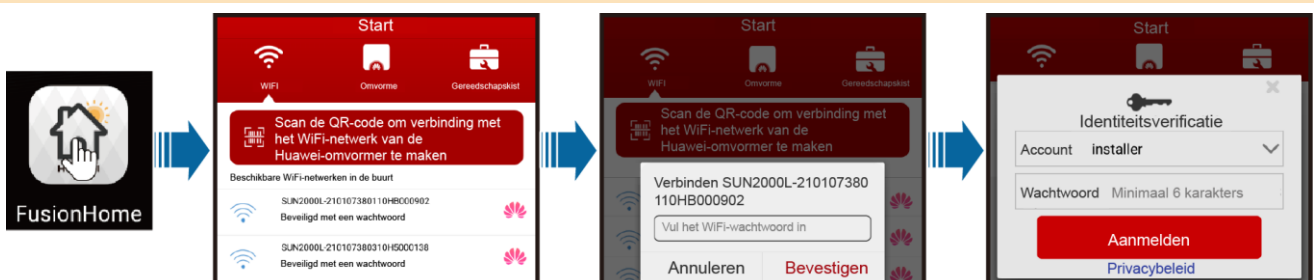 FusionHome
Start
WIFI
Omvorme
Gereedschapskist
Scan de QR-code om verbinding met
het WiFi-netwerk van de
Huawei-omvormer te maken
Beschikbare WiFi-netwerken in de buurt
SUN2000L-210107380110HB000902
Beveiligd met een wachtwoord
SUN2000L-210107380310H5000138
Beveiligd met een wachtwoord
Start
WIFI
Omvorme
Gereedschapskist
Scan de QR-code om verbinding met
het WiFi-netwerk van de
Huawei-omvormer te maken
Verbinden SUN2000L-210107380
110HB000902
Vul het WiFi-wachtwoord in
Annuleren Bevestigen
Start
Identiteitsverificatie
Account installer
Wachtwoord Minimaal 6 karakters
Aanmelden
Privacybeleid